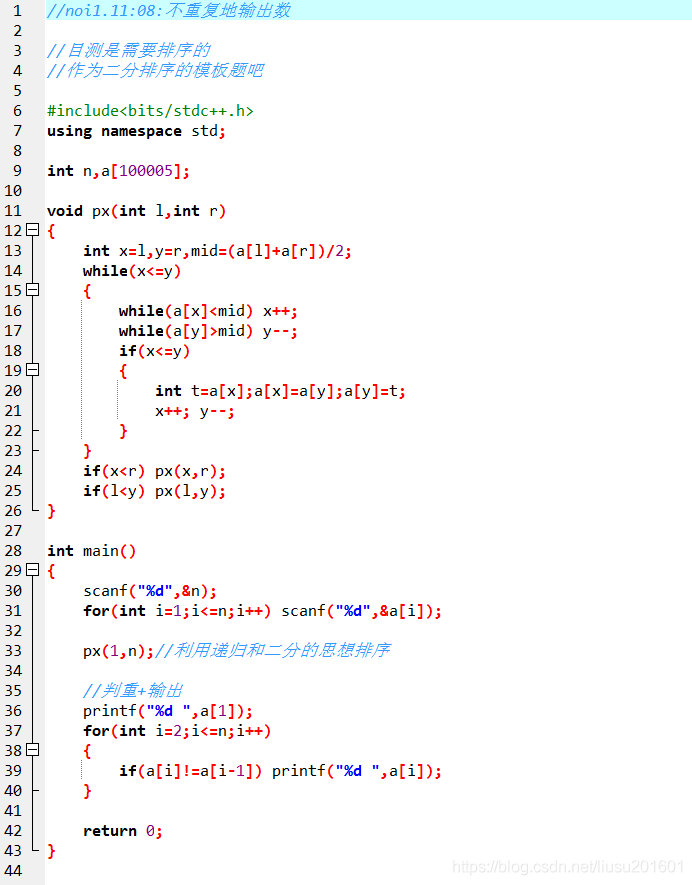 1 //noi1.11:08:不重复地输出数
2
3 //目测是需要排序的
4 //作为二分排序的模板题吧
5
6 #include<bits/stdc++.h>
7 using namespace std;
8
9 int n,a[100005];
10
11 void px(int l,int r)
12 {
13     int x=l,y=r,mid=(a[l]+a[r])/2;
14     while(x<=y)
15     {
16         while(a[x]<mid) x++;
17         while(a[y]>mid) y--;
18         if(x<=y)
19         {
20             int t=a[x];a[x]=a[y];a[y]=t;
21             x++; y--;
22         }
23     }
24     if(x<r) px(x,r);
25     if(l<y) px(l,y);
26 }
27
28 int main()
29 {
30     scanf("%d",&n);
31     for(int i=1;i<=n;i++) scanf("%d",&a[i]);
32
33     px(1,n);//利用递归和二分的思想排序
34
35     //判重+输出
36     printf("%d ",a[1]);
37     for(int i=2;i<=n;i++)
38     {
39         if(a[i]!=a[i-1]) printf("%d ",a[i]);
40     }
41
42     return 0;
43 }
44
https://blog.csdn.net/liusu201601